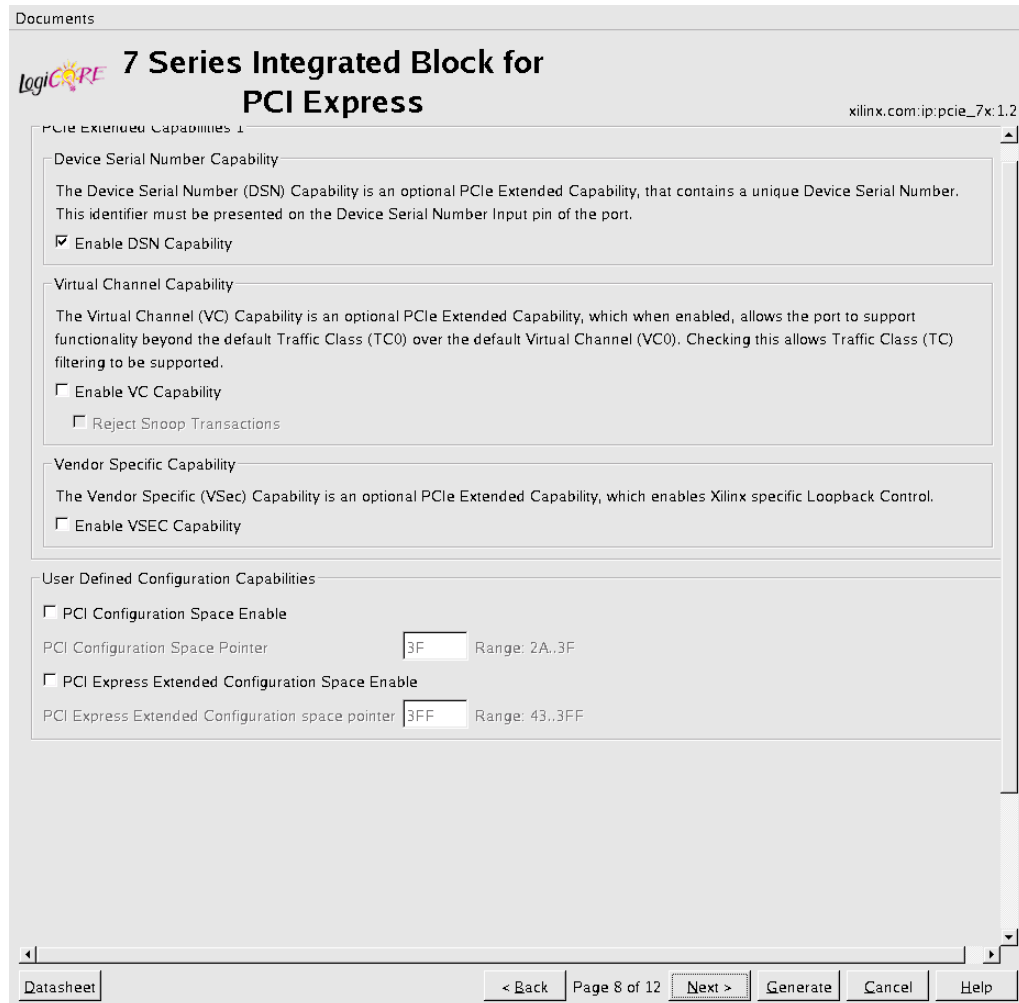 Documents
LogiCORE
7 Series Integrated Block for
PCI Express
xilinx.com:ip:pcie_7x:1.2
PCIe Extended Capabilities 1
Device Serial Number Capability
The Device Serial Number (DSN) Capability is an optional PCIe Extended Capability, that contains a unique Device Serial Number.
This identifier must be presented on the Device Serial Number Input pin of the port.
Enable DSN Capability
Virtual Channel Capability
The Virtual Channel (VC) Capability is an optional PCIe Extended Capability, which when enabled, allows the port to support
functionality beyond the default Traffic Class (TC0) over the default Virtual Channel (VC0). Checking this allows Traffic Class (TC)
filtering to be supported.
Enable VC Capability
Reject Snoop Transactions
Vendor Specific Capability
The Vendor Specific (VSec) Capability is an optional PCIe Extended Capability, which enables Xilinx specific Loopback Control.
Enable VSEC Capability
User Defined Configuration Capabilities
PCI Configuration Space Enable
PCI Configuration Space Pointer 3F Range: 2A..3F
PCI Express Extended Configuration Space Enable
PCI Express Extended Configuration space pointer 3FF Range: 43..3FF
Datasheet < Back Page 8 of 12 Next > Generate Cancel Help